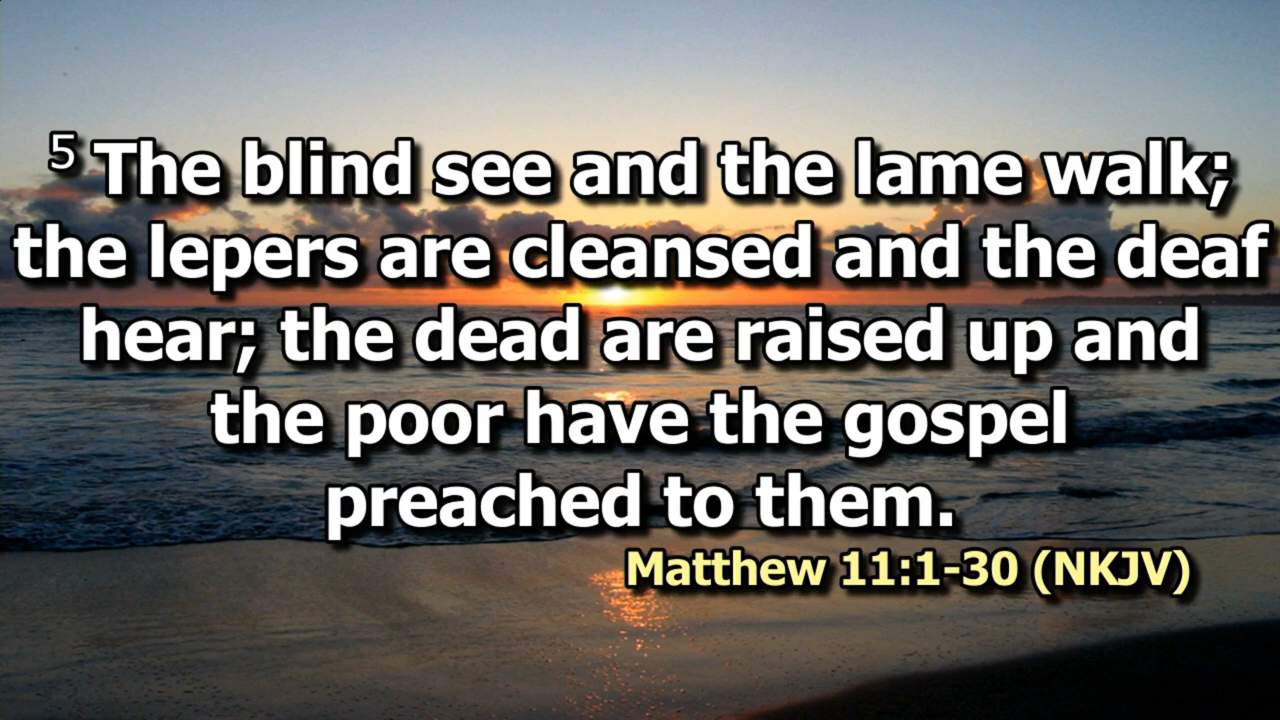 5 The blind see and the lame walk;
the lepers are cleansed and the deaf
hear; the dead are raised up and
the poor have the gospel
preached to them.
Matthew 11:1-30 (NKJV)